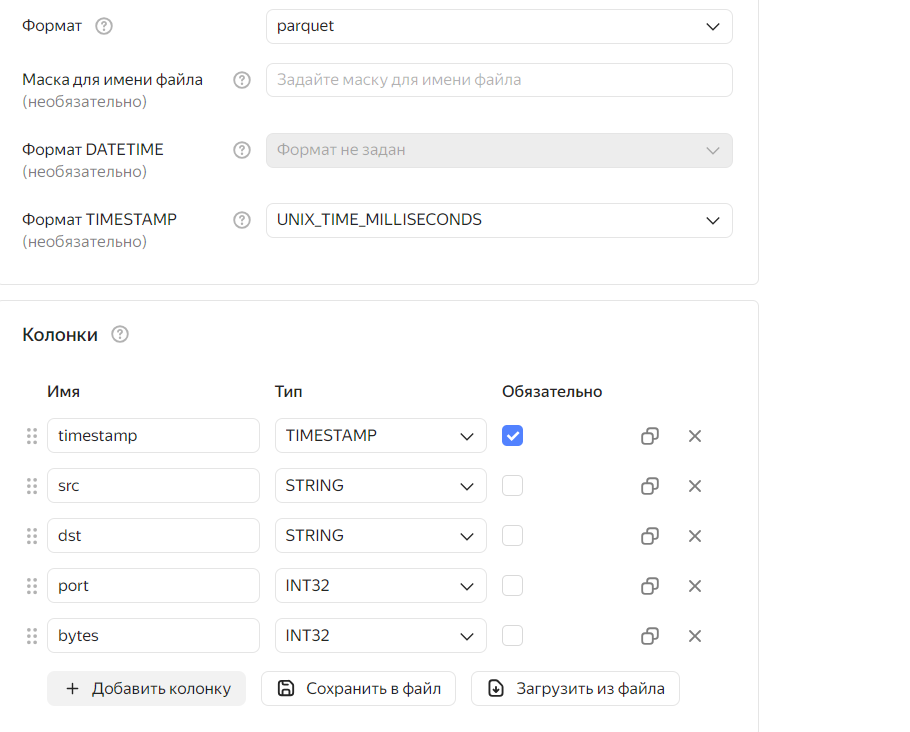 Формат
parquet
Маска для имени файла
(необязательно)
Задайте маску для имени файла
Формат DATETIME
(необязательно)
Формат не задан
Формат TIMESTAMP
(необязательно)
UNIX_TIME_MILLISECONDS
Колонки
Имя Тип Обязательно
timestamp TIMESTAMP
src STRING
dst STRING
port INT32
bytes INT32
Добавить колонку Сохранить в файл Загрузить из файла